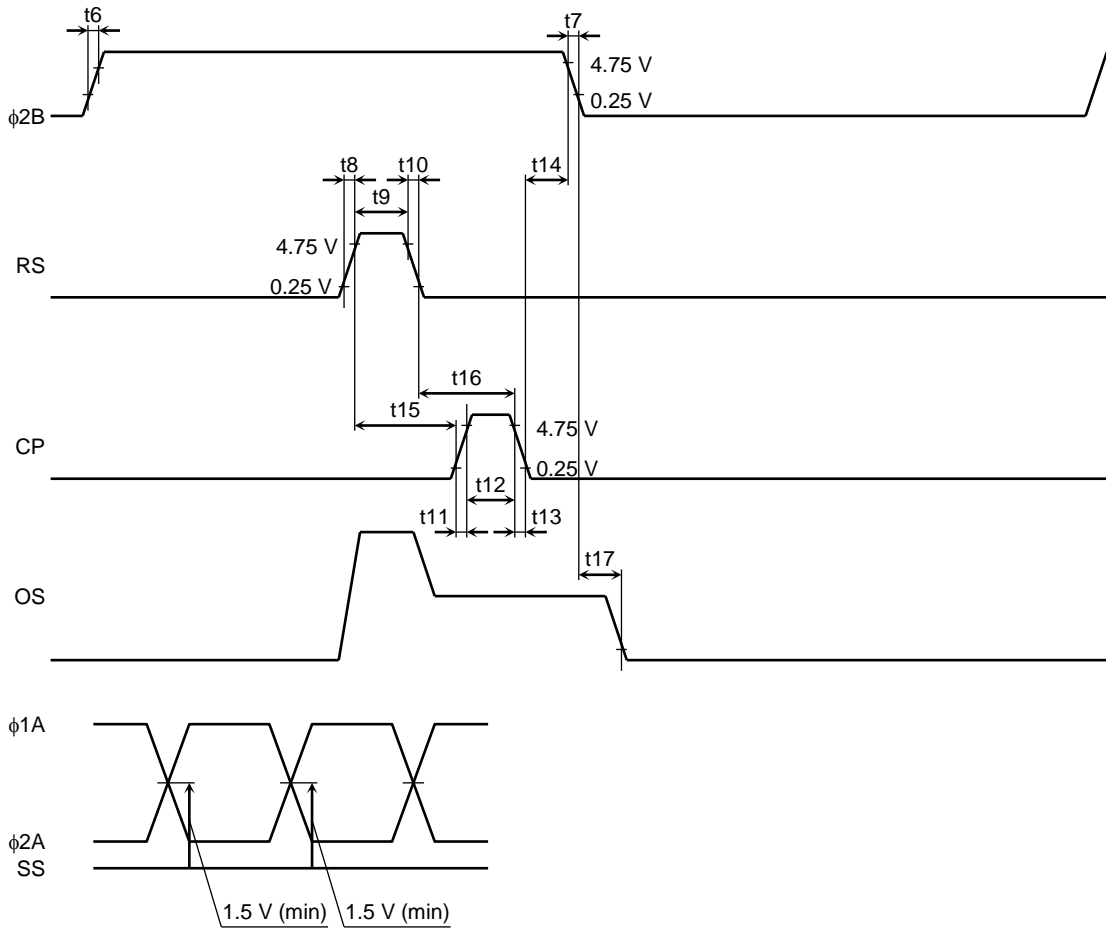 t6
t7
4.75 V
0.25 V
ϕ2B
t14
t8
t10
t9
4.75 V
RS
0.25 V
t16
t15
4.75 V
CP
0.25 V
t12
t11
t13
t17
OS
ϕ1A
ϕ2A
SS
1.5 V (min)
1.5 V (min)